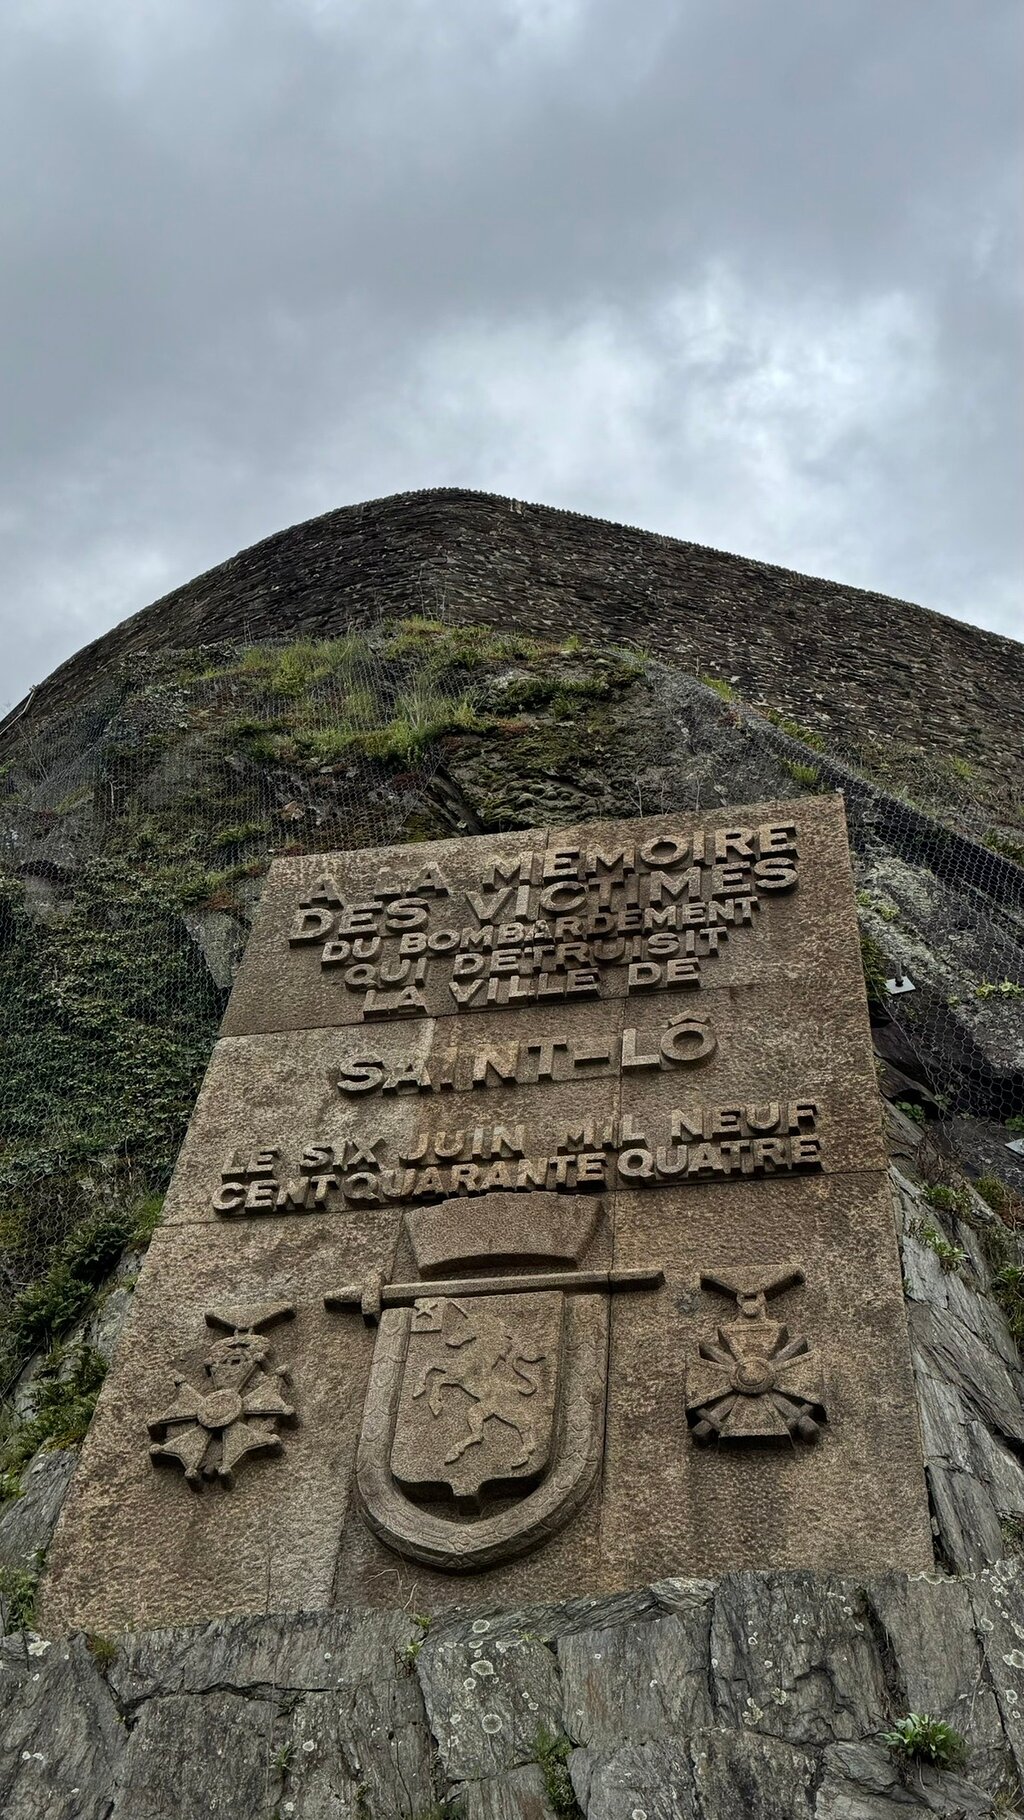 A LA MEMOIRE
DES VICTIMES
DU BOMBARDEMENT
QUI DETRUISIT
LA VILLE DE
SAINT-LÔ
LE SIX JUIN MIL NEUF
CENT QUARANTE QUATRE